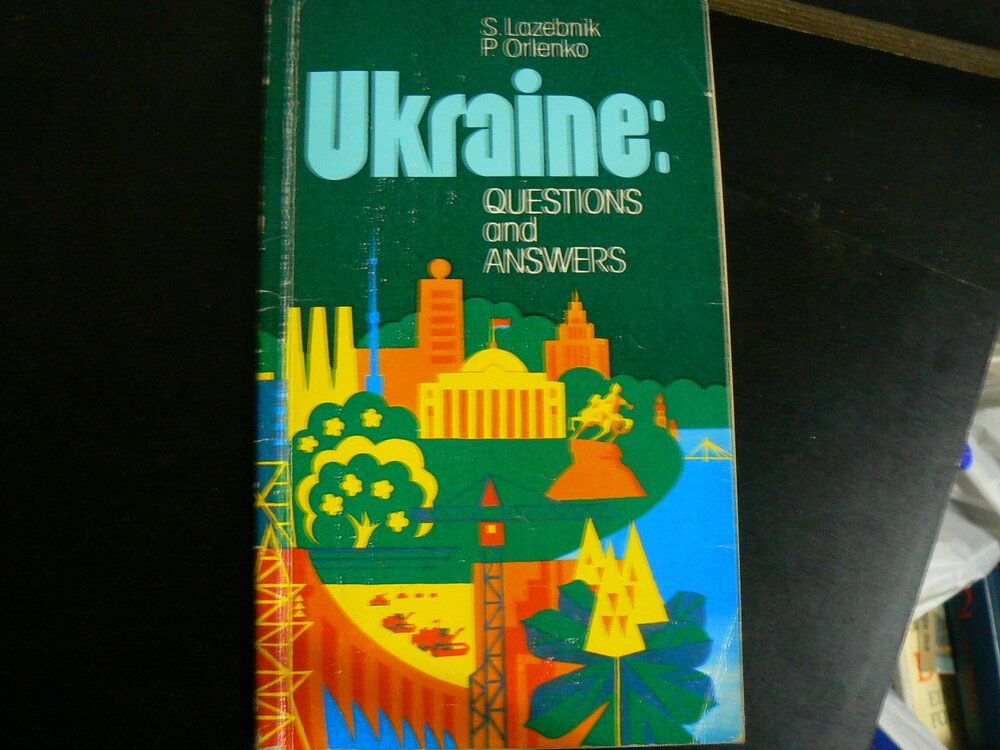 S. Lazebnik
P. Orlenko
Ukraine:
QUESTIONS
and
ANSWERS